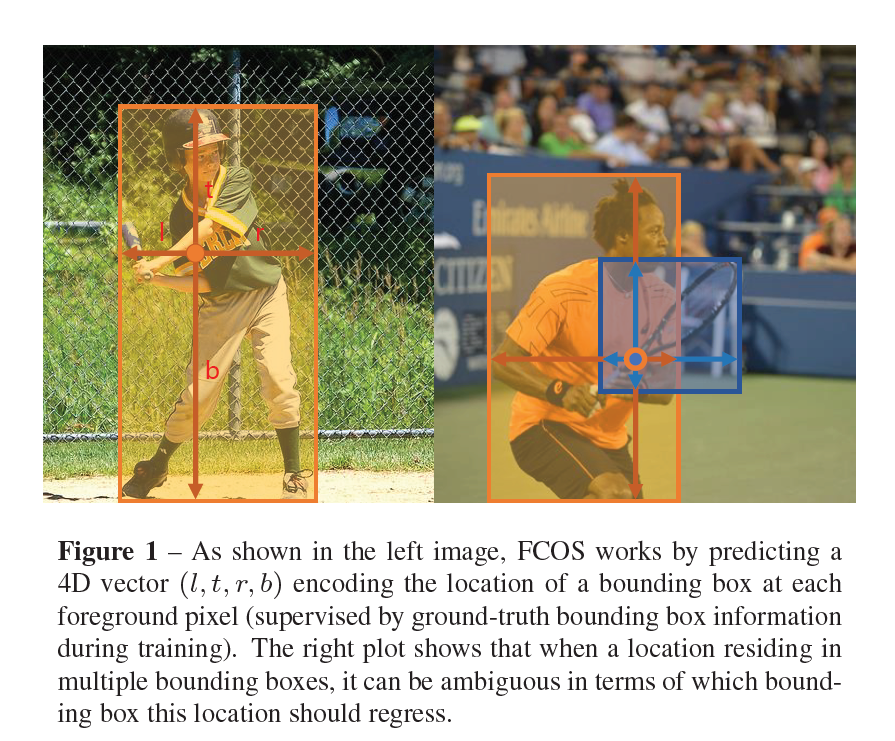 t
l
r
b
.org
Emirates Airline
CITIZEN
Figure 1 – As shown in the left image, FCOS works by predicting a
4D vector (l, t, r, b) encoding the location of a bounding box at each
foreground pixel (supervised by ground-truth bounding box information
during training). The right plot shows that when a location residing in
multiple bounding boxes, it can be ambiguous in terms of which bound-
ing box this location should regress.